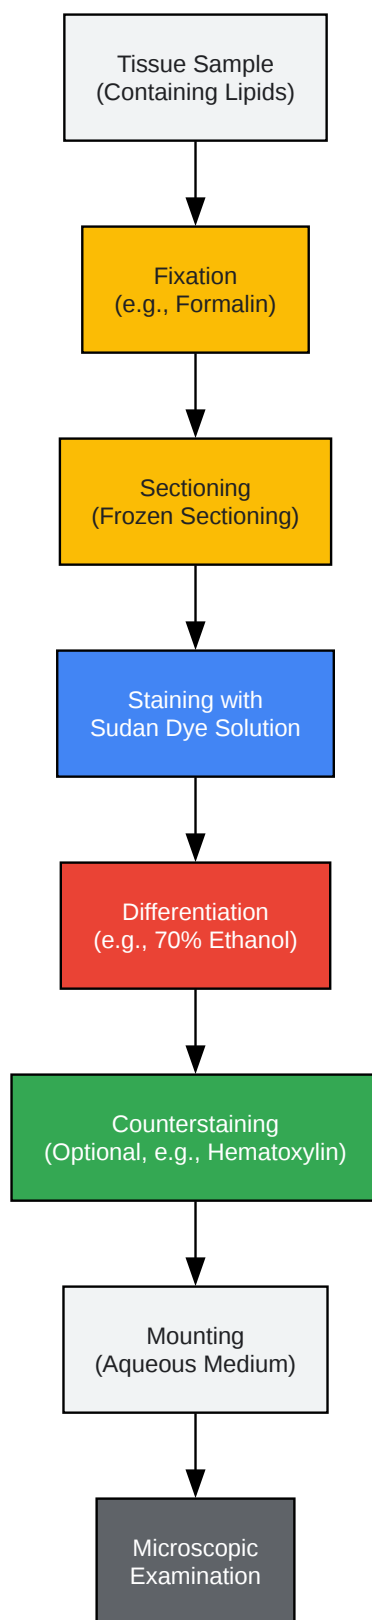 Tissue Sample
(Containing Lipids)
Fixation
(e.g., Formalin)
Sectioning
(Frozen Sectioning)
Staining with
Sudan Dye Solution
Differentiation
(e.g., 70% Ethanol)
Counterstaining
(Optional, e.g., Hematoxylin)
Mounting
(Aqueous Medium)
Microscopic
Examination